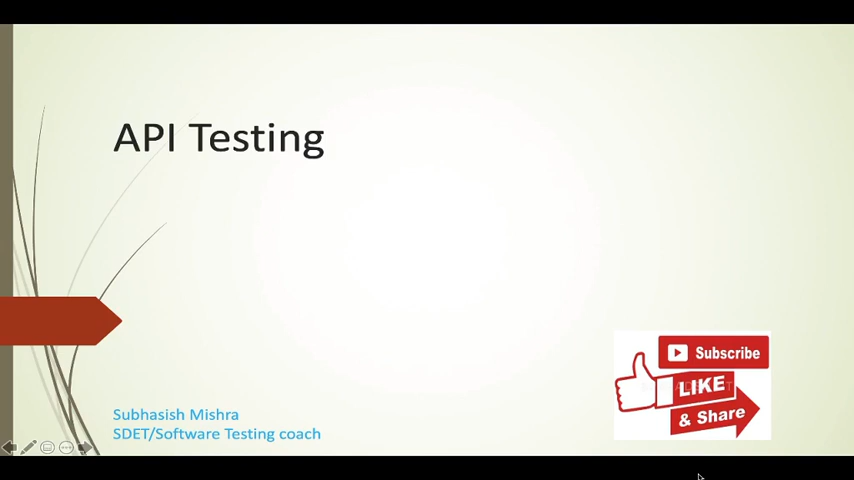 API Testing
Subhasish Mishra
SDET/Software Testing coach
Subscribe
LIKE
& Share